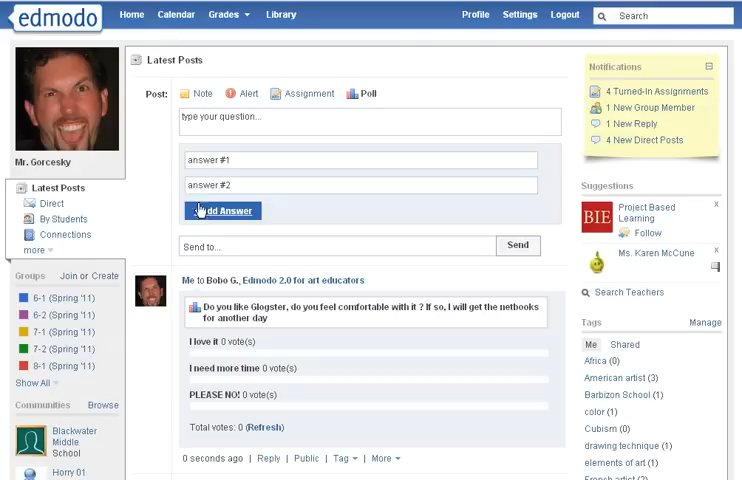 edmodo
Home
Calendar
Grades
Library
Profile
Settings
Logout
Search
Mr. Gorcesky
Latest Posts
Direct
By Students
Connections
more
Groups
Join or Create
6-1 (Spring '11)
6-2 (Spring '11)
7-1 (Spring '11)
7-2 (Spring '11)
8-1 (Spring '11)
Show All
Communities
Browse
Blackwater
Middle
School
Horry 01
Latest Posts
Post:
Note
Alert
Assignment
Poll
type your question...
answer #1
answer #2
Add Answer
Send to...
Send
Me to Bobo G., Edmodo 2.0 for art educators
Do you like Glogster, do you feel comfortable with it ? If so, I will get the netbooks
for another day
I love it 0 vote(s)
I need more time 0 vote(s)
PLEASE NO! 0 vote(s)
Total votes: 0 (Refresh)
0 seconds ago | Reply | Public | Tag | More
Notifications
4 Turned-In Assignments
1 New Group Member
1 New Reply
4 New Direct Posts
Suggestions
BIE
Project Based
Learning
x
Follow
Ms. Karen McCune
x
Search Teachers
Tags
Manage
Me
Shared
Africa (0)
American artist (3)
Barbizon School (1)
color (1)
Cubisrn (0)
drawing technique (1)
elements of art (1)
French artist (7)